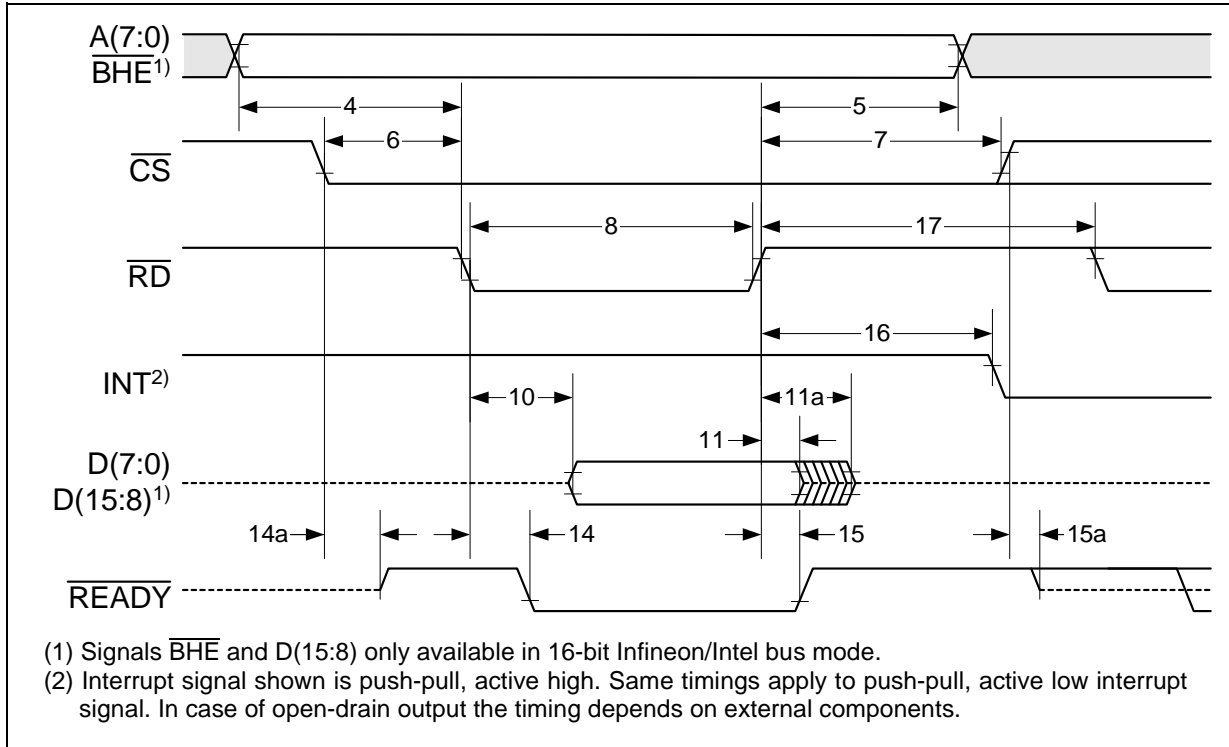 A(7:0)
BHE1)
4
5
6
7
CS
8
17
RD
16
INT2)
10
11a
11
D(7:0)
D(15:8)1)
14a
14
15
15a
READY
(1) Signals BHE and D(15:8) only available in 16-bit Infineon/Intel bus mode.
(2) Interrupt signal shown is push-pull, active high. Same timings apply to push-pull, active low interrupt
signal. In case of open-drain output the timing depends on external components.